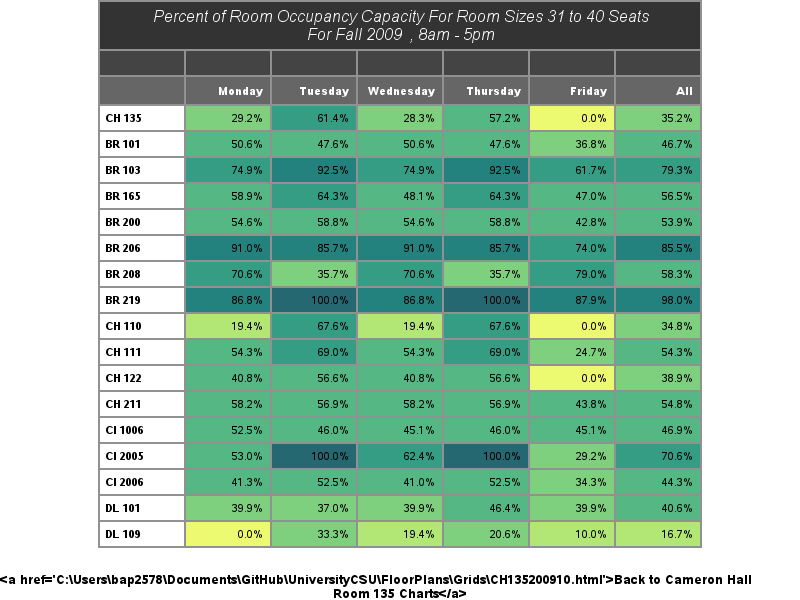 Percent of Room Occupancy Capacity For Room Sizes 31 to 40 Seats
For Fall 2009 , 8am - 5pm
Monday Tuesday Wednesday Thursday Friday All
CH 135 29.2% 61.4% 28.3% 57.2% 0.0% 35.2%
BR 101 50.6% 47.6% 50.6% 47.6% 36.8% 46.7%
BR 103 74.9% 92.5% 74.9% 92.5% 61.7% 79.3%
BR 165 58.9% 64.3% 48.1% 64.3% 47.0% 56.5%
BR 200 54.6% 58.8% 54.6% 58.8% 42.8% 53.9%
BR 206 91.0% 85.7% 91.0% 85.7% 74.0% 85.5%
BR 208 70.6% 35.7% 70.6% 35.7% 79.0% 58.3%
BR 219 86.8% 100.0% 86.8% 100.0% 87.9% 98.0%
CH 110 19.4% 67.6% 19.4% 67.6% 0.0% 34.8%
CH 111 54.3% 69.0% 54.3% 69.0% 24.7% 54.3%
CH 122 40.8% 56.6% 40.8% 56.6% 0.0% 38.9%
CH 211 58.2% 56.9% 58.2% 56.9% 43.8% 54.8%
CI 1006 52.5% 46.0% 45.1% 46.0% 45.1% 46.9%
CI 2005 53.0% 100.0% 62.4% 100.0% 29.2% 70.6%
CI 2006 41.3% 52.5% 41.0% 52.5% 34.3% 44.3%
DL 101 39.9% 37.0% 39.9% 46.4% 39.9% 40.6%
DL 109 0.0% 33.3% 19.4% 20.6% 10.0% 16.7%
<a href='C:\Users\bap2578\Documents\GitHub\UniversityCSU\FloorPlans\Grids\CH135200910.html'>Back to Cameron Hall
Room 135 Charts</a>